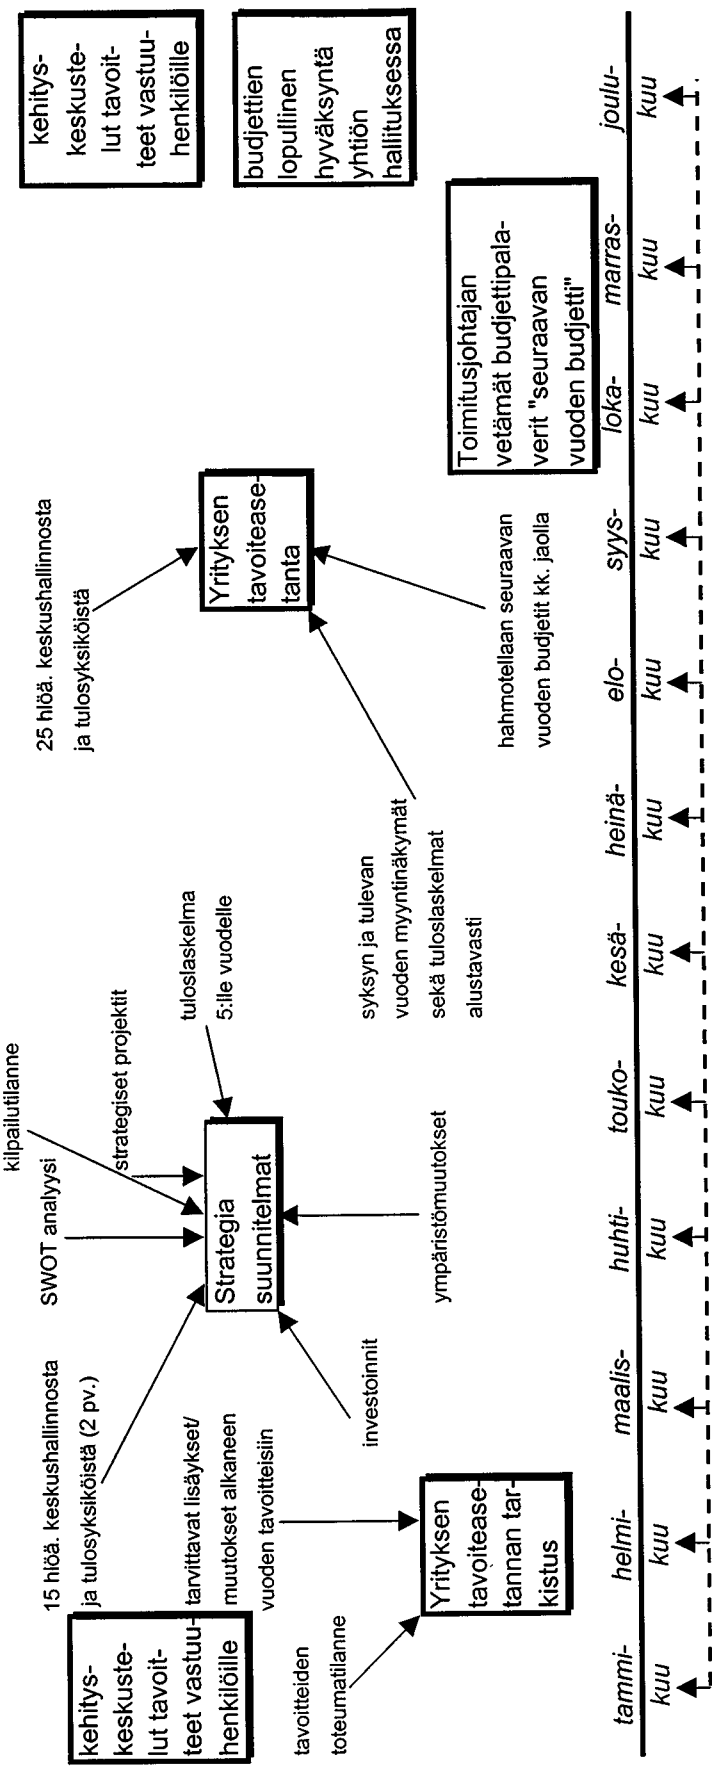 15 hlöä. keskushallinnosta
ja tulosyksiköistä (2 pv.)
SWOT analyysi
kilpailutilanne
strategiset projektit
tuloslaskelma
5:lle vuodelle
25 hlöä. keskushallinnosta
ja tulosyksiköistä
kehitys-
keskuste-
lut tavoit-
teet vastuu-
henkilöille
kehitys-
keskuste-
lut tavoit-
teet vastuu-
henkilöille
tarvittavat lisäykset/
muutokset alkaneen
vuoden tavoitteisiin
Strategia
suunnitelmat
Yrityksen
tavoitease-
tanta
budjettien
lopullinen
hyväksyntä
yhtiön
hallituksessa
tavoitteiden
toteumatilanne
investoinnit
ympäristömuutokset
syksyn ja tulevan
vuoden myyntinäkymät
sekä tuloslaskelmat
alustavasti
hahmotellaan seuraavan
vuoden budjetit kk. jaolla
Yrityksen
tavoitease-
tannan tar-
kistus
Toimitusjohtajan
vetämät budjettipala-
verit "seuraavan
vuoden budjetti"
tammi-
kuu
helmi-
kuu
maalis-
kuu
huhti-
kuu
touko-
kuu
kesä-
kuu
heinä-
kuu
elo-
kuu
syys-
kuu
loka-
kuu
marras-
kuu
joulu-
kuu